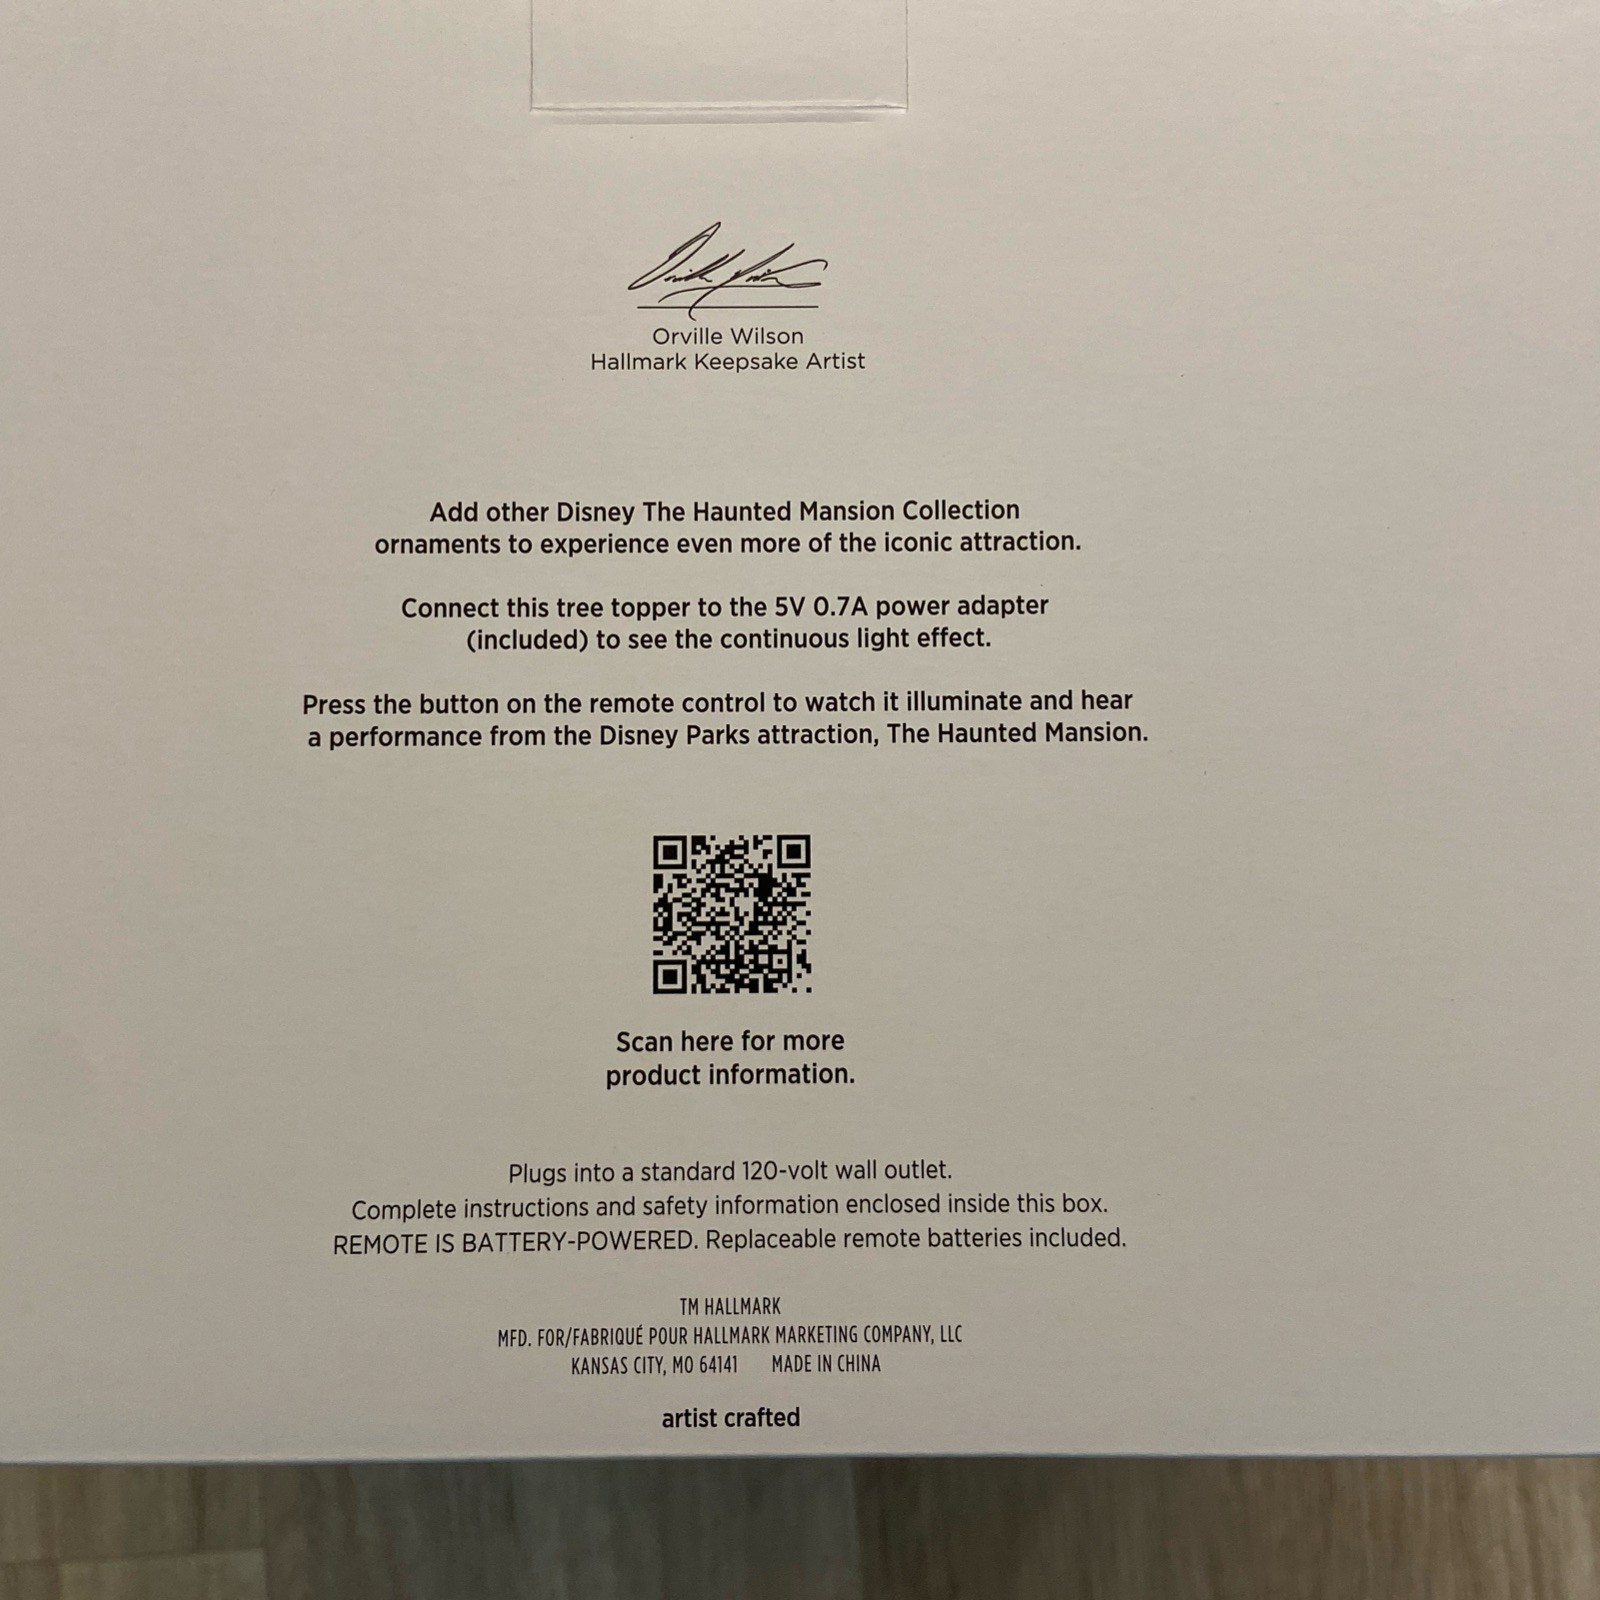 Orville Wilson
Hallmark Keepsake Artist
Add other Disney The Haunted Mansion Collection
ornaments to experience even more of the iconic attraction.
Connect this tree topper to the 5V 0.7A power adapter
(included) to see the continuous light effect.
Press the button on the remote control to watch it illuminate and hear
a performance from the Disney Parks attraction, The Haunted Mansion.
Scan here for more
product information.
Plugs into a standard 120-volt wall outlet.
Complete instructions and safety information enclosed inside this box.
REMOTE IS BATTERY-POWERED. Replaceable remote batteries included.
TM HALLMARK
MFD. FOR/FABRIQUÉ POUR HALLMARK MARKETING COMPANY, LLC
KANSAS CITY, MO 64141 MADE IN CHINA
artist crafted